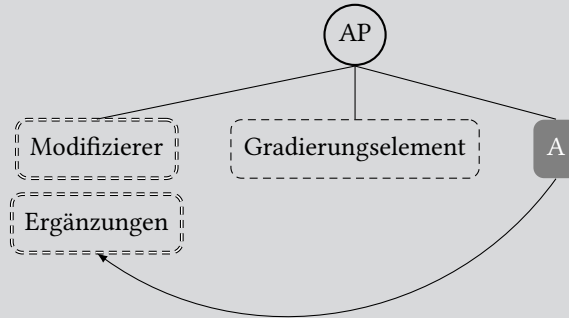 AP
Modifizierer
Gradierungselement
A
Ergänzungen